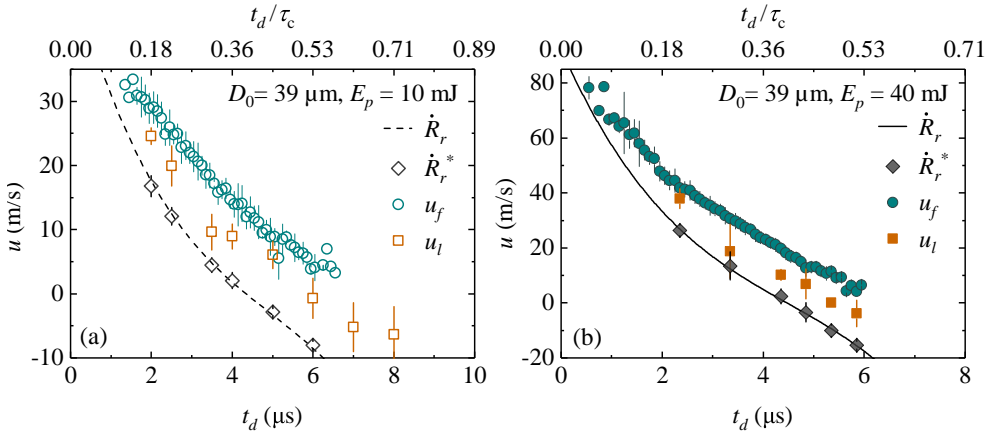 t_d/τ_c
0.00 0.18 0.36 0.53 0.71 0.89
D_0= 39 μm, E_p = 10 mJ
Ṙ_r
Ṙ_r^*
u_f
u_l
u (m/s)
30
20
10
0
-10
(a)
0 2 4 6 8 10
t_d (μs)
t_d/τ_c
0.00 0.18 0.36 0.53 0.71
D_0= 39 μm, E_p = 40 mJ
Ṙ_r
Ṙ_r^*
u_f
u_l
u (m/s)
80
60
40
20
0
-20
(b)
0 2 4 6 8
t_d (μs)